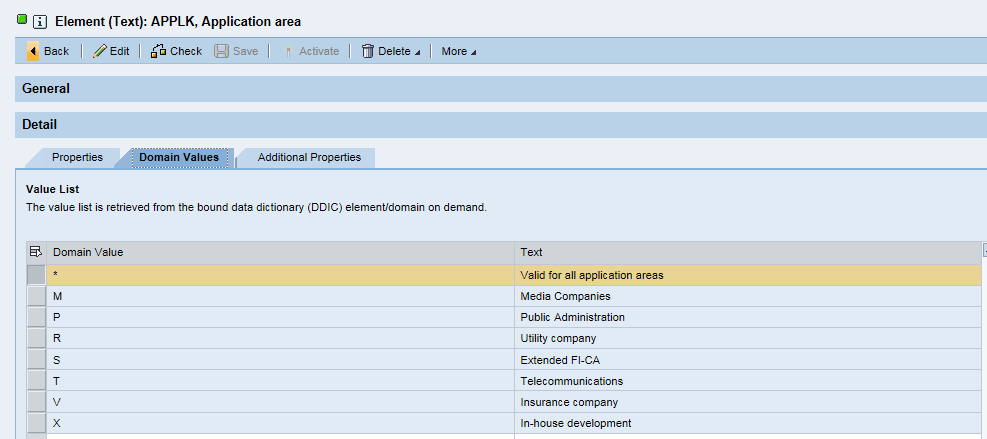 Element (Text): APPLK, Application area
Back Edit Check Save Activate Delete More
General
Detail
Properties Domain Values Additional Properties
Value List
The value list is retrieved from the bound data dictionary (DDIC) element/domain on demand.
Domain Value Text
* Valid for all application areas
M Media Companies
P Public Administration
R Utility company
S Extended FI-CA
T Telecommunications
V Insurance company
X In-house development